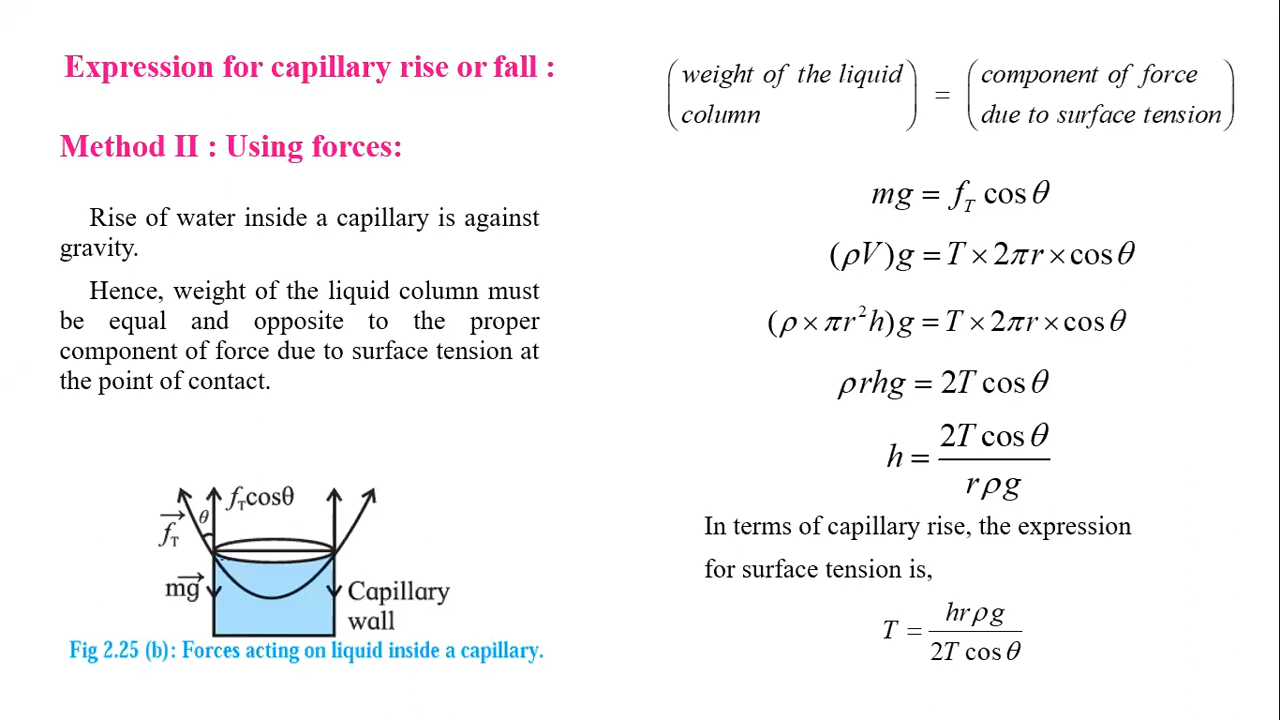 Expression for capillary rise or fall :
Method II : Using forces:
Rise of water inside a capillary is against
gravity.
Hence, weight of the liquid column must
be equal and opposite to the proper
component of force due to surface tension at
the point of contact.
f_T cosθ
θ
f_T
mg
Capillary
wall
Fig 2.25 (b): Forces acting on liquid inside a capillary.
(weight of the liquid column) = (component of force due to surface tension)
mg = f_T cos θ
(ρV)g = T × 2πr × cos θ
(ρ × πr²h)g = T × 2πr × cos θ
ρrhg = 2T cos θ
h = 2T cos θ / rρg
In terms of capillary rise, the expression
for surface tension is,
T = hrρg / 2T cos θ